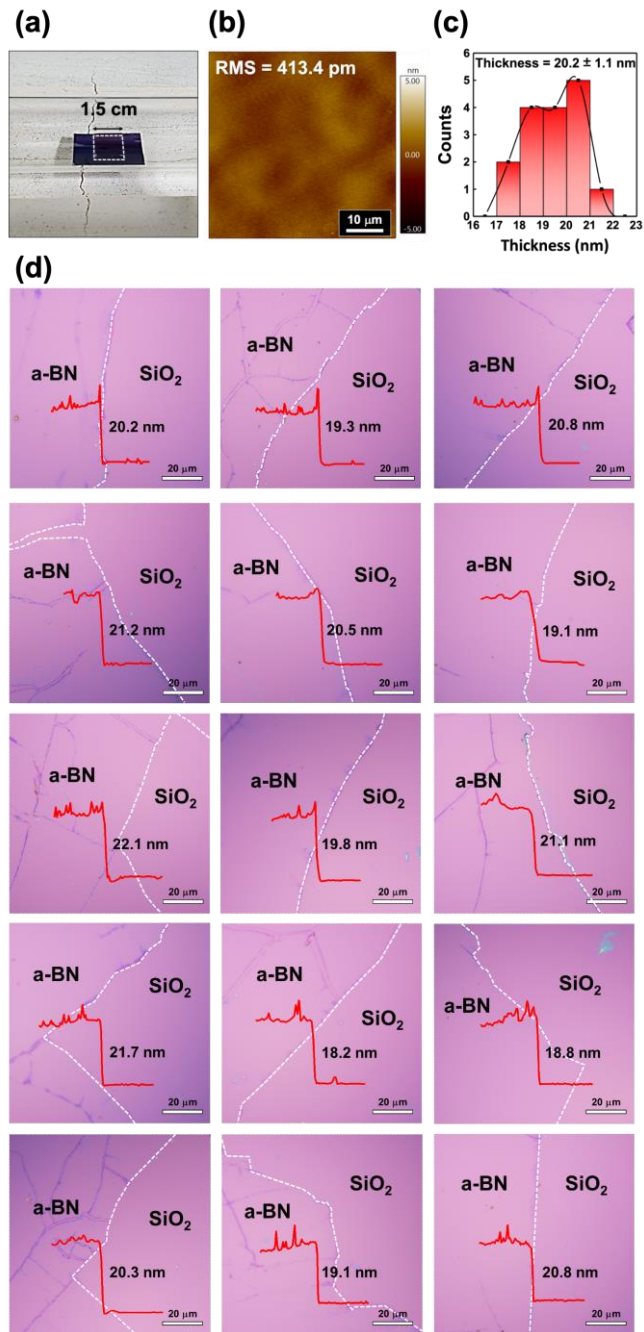 (a)
1.5 cm
(b)
RMS = 413.4 pm
10 μm
nm
5.00
0.00
-5.00
(c)
Thickness = 20.2 ± 1.1 nm
Counts
6
5
4
3
2
1
0
16 17 18 19 20 21 22 23
Thickness (nm)
(d)
a-BN
SiO2
20.2 nm
20 μm
a-BN
SiO2
19.3 nm
20 μm
a-BN
SiO2
20.8 nm
20 μm
a-BN
SiO2
21.2 nm
20 μm
a-BN
SiO2
20.5 nm
20 μm
a-BN
SiO2
19.1 nm
20 μm
a-BN
SiO2
22.1 nm
20 μm
a-BN
SiO2
19.8 nm
20 μm
a-BN
SiO2
21.1 nm
20 μm
a-BN
SiO2
21.7 nm
20 μm
a-BN
SiO2
18.2 nm
20 μm
a-BN
SiO2
18.8 nm
20 μm
a-BN
SiO2
20.3 nm
20 μm
a-BN
SiO2
19.1 nm
20 μm
a-BN
SiO2
20.8 nm
20 μm